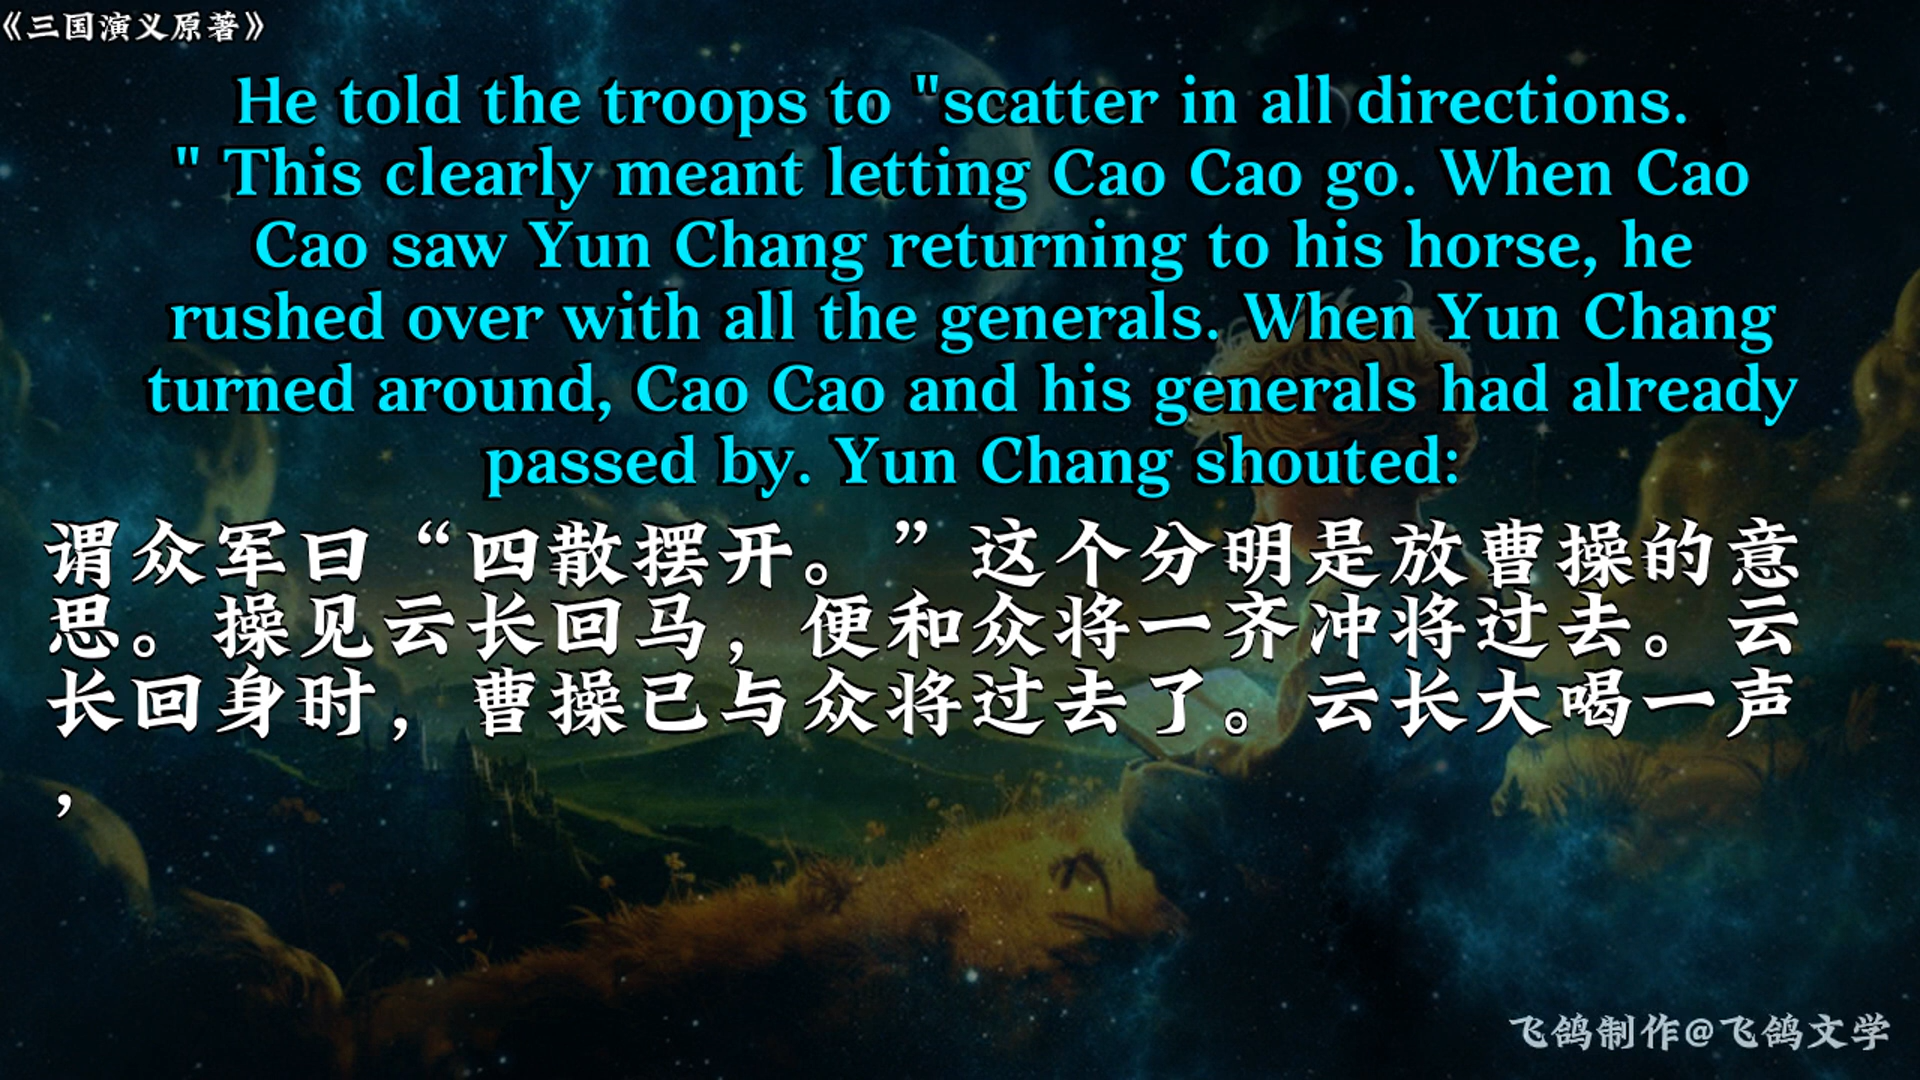 《三国演义原著》
He told the troops to "scatter in all directions.
" This clearly meant letting Cao Cao go. When Cao
Cao saw Yun Chang returning to his horse, he
rushed over with all the generals. When Yun Chang
turned around, Cao Cao and his generals had already
passed by. Yun Chang shouted:
谓众军曰“四散摆开。”这个分明是放曹操的意
思。操见云长回马，便和众将一齐冲将过去。云
长回身时，曹操已与众将过去了。云长大喝一声
，
飞鸽制作@飞鸽文学